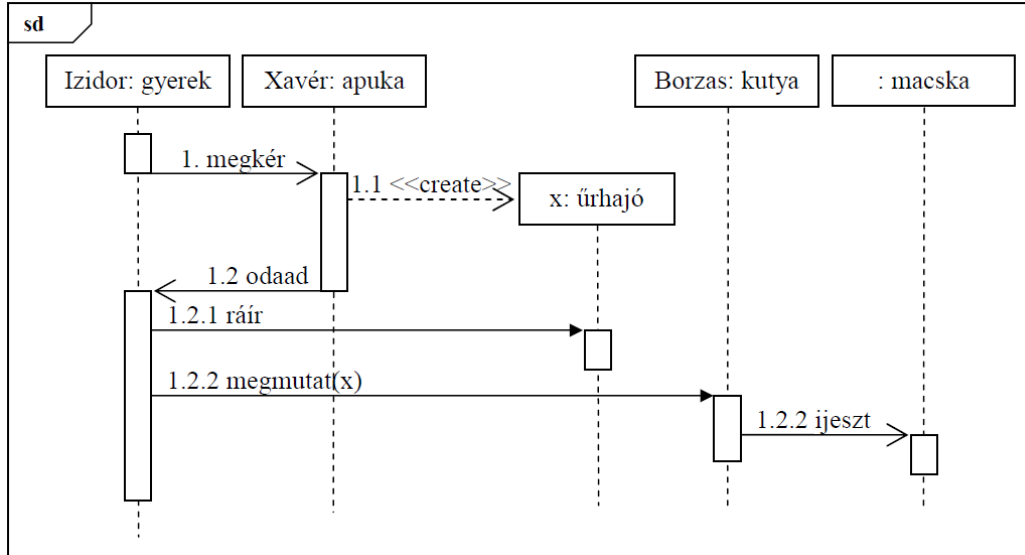 sd
Izidor: gyerek
Xavér: apuka
Borzas: kutya
: macska
1. megkér
1.1 <<create>>
x: űrhajó
1.2 odaad
1.2.1 ráír
1.2.2 megmutat(x)
1.2.2 ijeszt